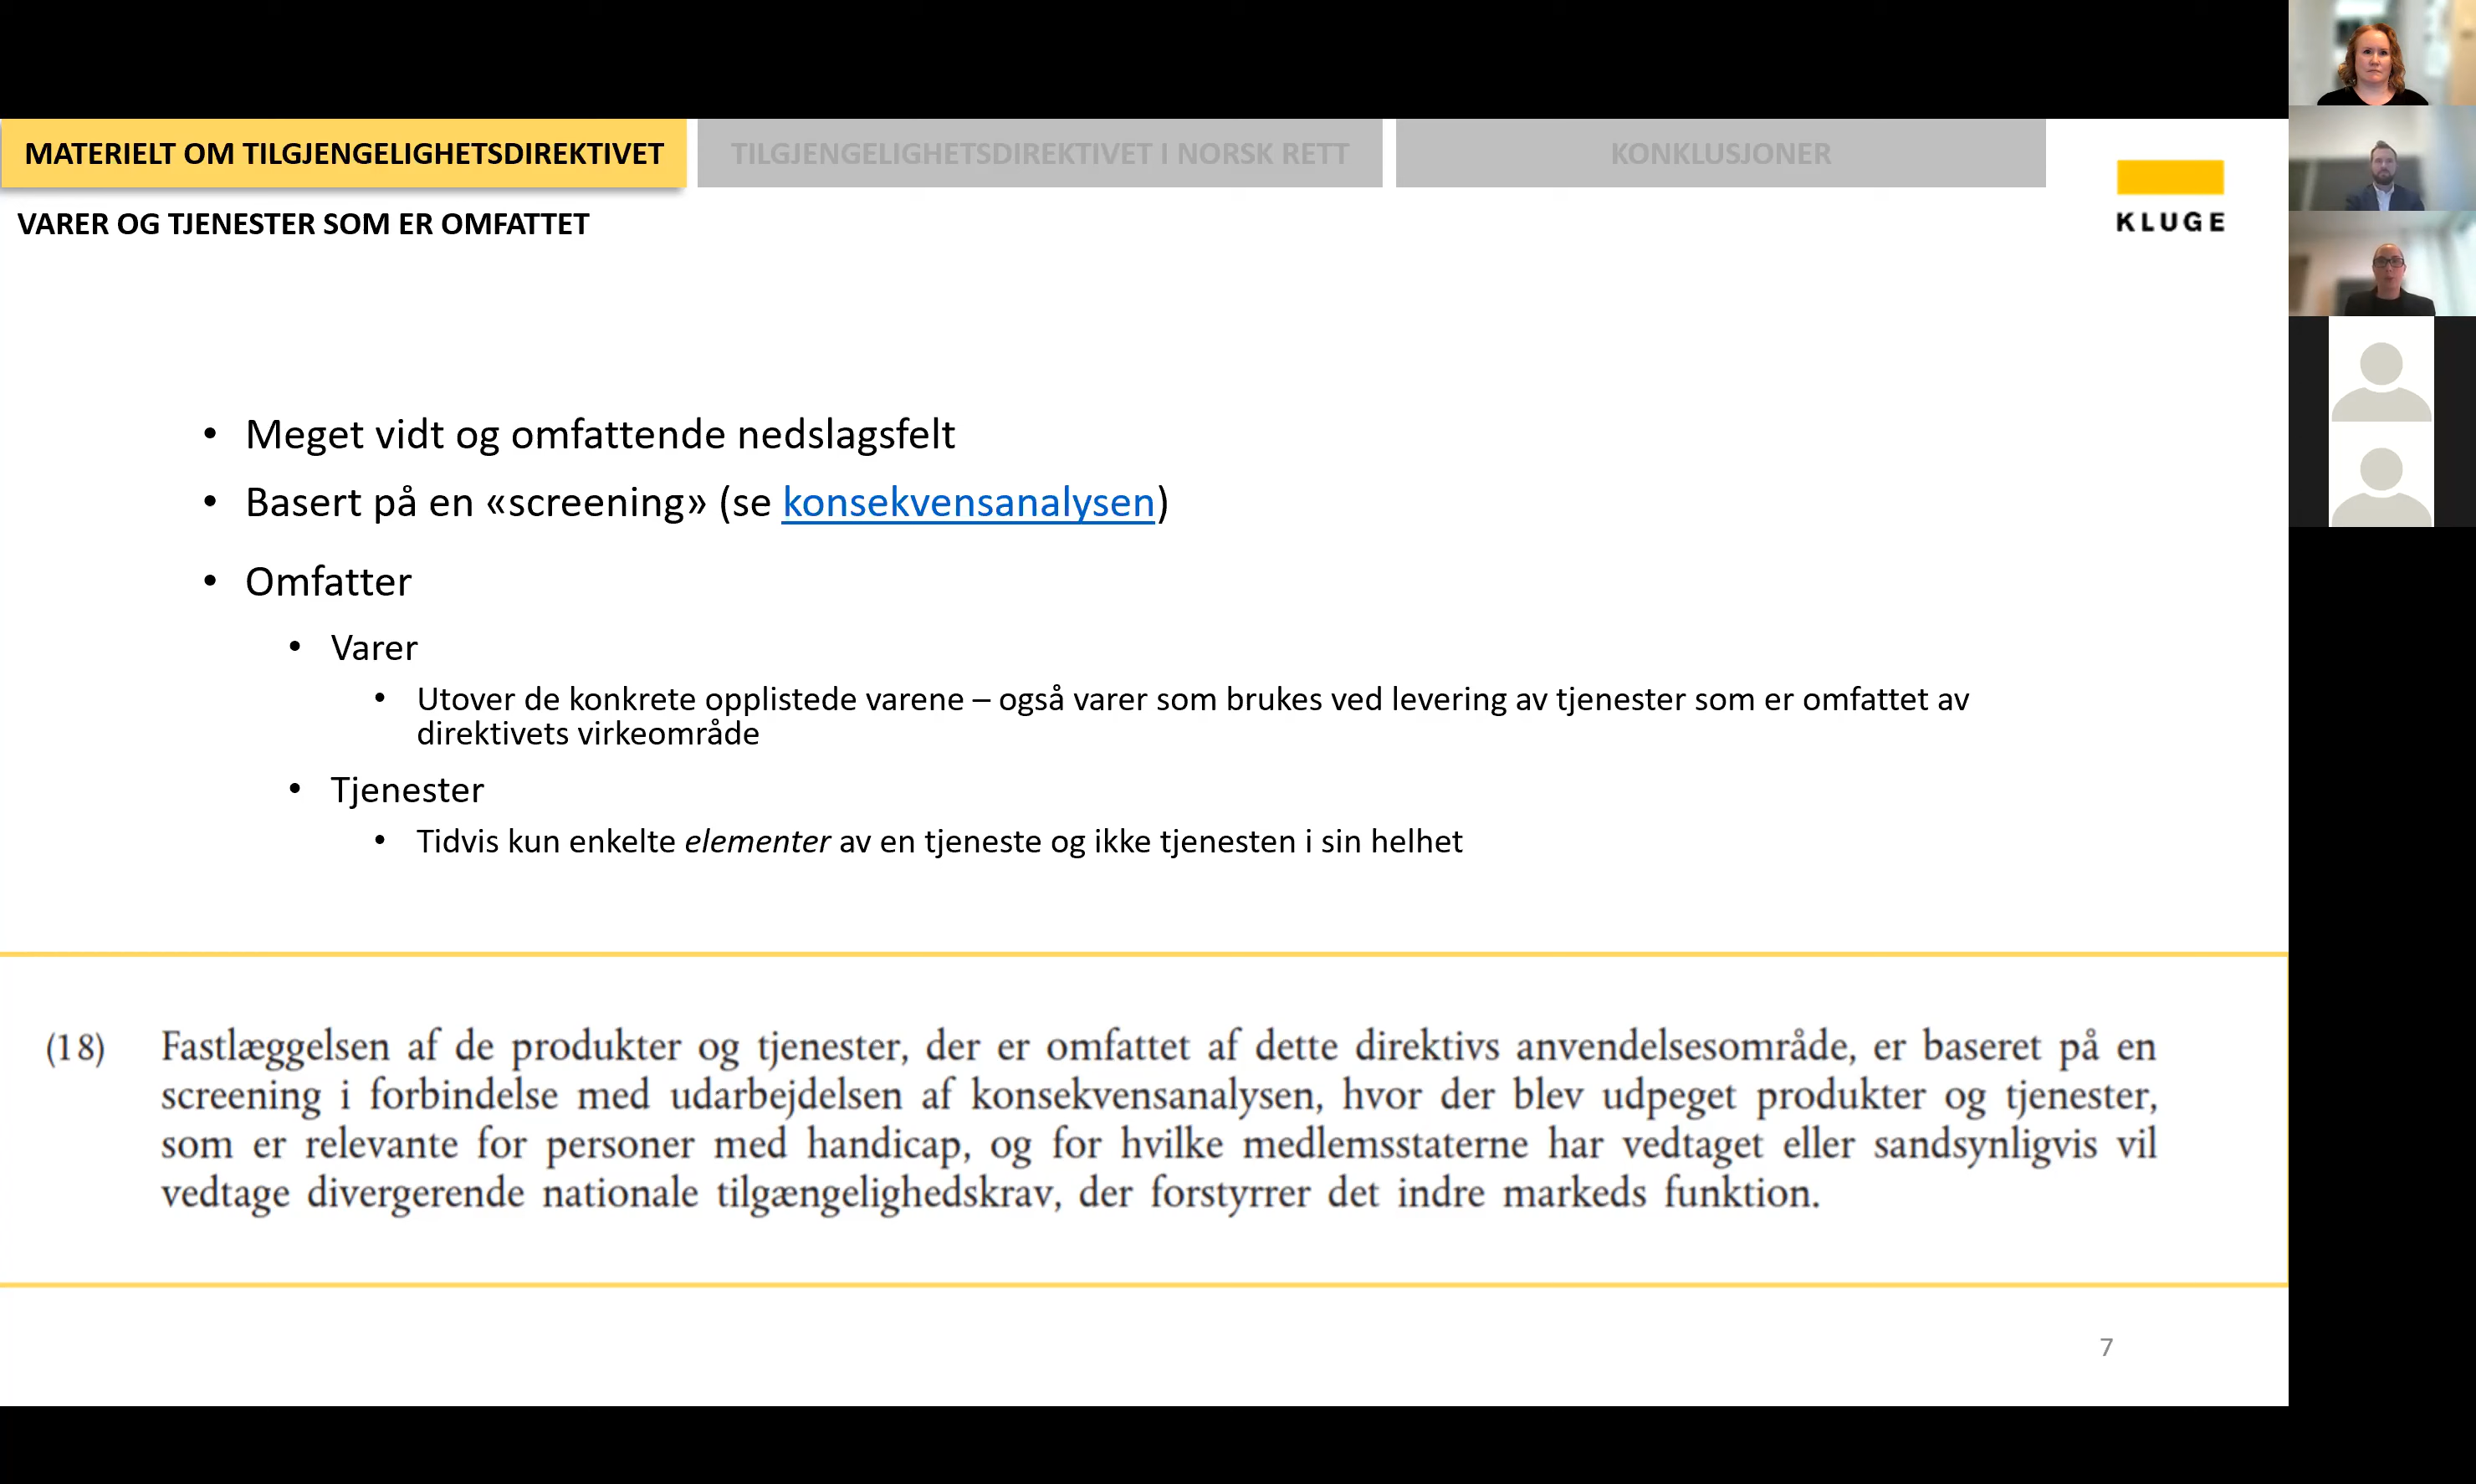 MATERIELT OM TILGJENGELIGHETSDIREKTIVET
TILGJENGELIGHETSDIREKTIVET I NORSK RETT
KONKLUSJONER
KLUGE
VARER OG TJENESTER SOM ER OMFATTET
• Meget vidt og omfattende nedslagsfelt
• Basert på en «screening» (se konsekvensanalysen)
• Omfatter
• Varer
• Utover de konkrete opplistede varene – også varer som brukes ved levering av tjenester som er omfattet av
direktivets virkeområde
• Tjenester
• Tidvis kun enkelte elementer av en tjeneste og ikke tjenesten i sin helhet
(18) Fastlæggelsen af de produkter og tjenester, der er omfattet af dette direktivs anvendelsesområde, er baseret på en
screening i forbindelse med udarbejdelsen af konsekvensanalysen, hvor der blev udpeget produkter og tjenester,
som er relevante for personer med handicap, og for hvilke medlemsstaterne har vedtaget eller sandsynligvis vil
vedtage divergerende nationale tilgængelighedskrav, der forstyrrer det indre markeds funktion.
7